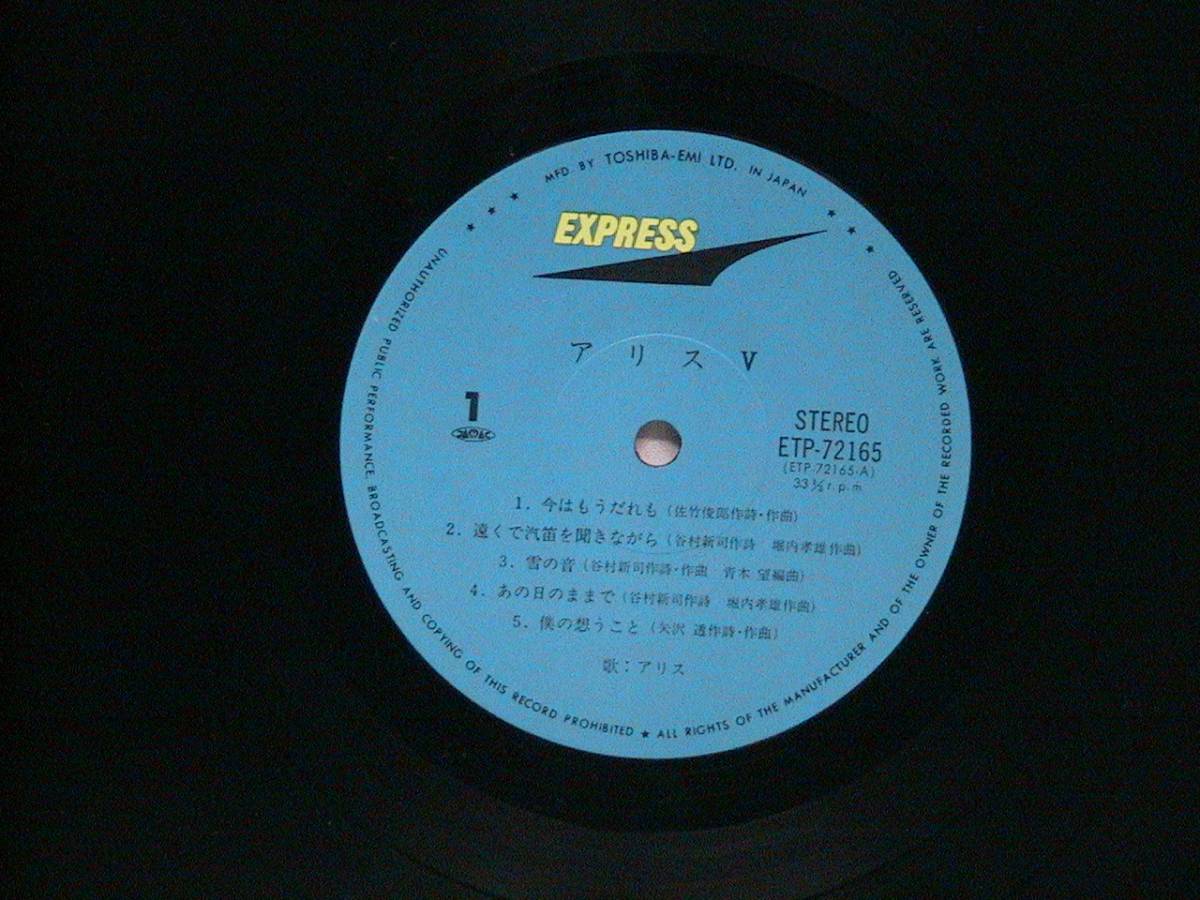 MFD. BY TOSHIBA-EMI LTD. IN JAPAN
EXPRESS
アリス V
1
JASRAC
STEREO
ETP-72165
(ETP-72165-A)
33⅓ r.p.m
1. 今はもうだれも (佐竹俊郎作詩・作曲)
2. 遠くで汽笛を聞きながら (谷村新司作詩 堀内孝雄作曲)
3. 雪の音 (谷村新司作詩・作曲 青木 望編曲)
4. あの日のままで (谷村新司作詩 堀内孝雄作曲)
5. 僕の想うこと (矢沢 透作詩・作曲)
歌: アリス
UNAUTHORIZED PUBLIC PERFORMANCE, BROADCASTING AND COPYING OF THIS RECORD PROHIBITED ★ ALL RIGHTS OF THE MANUFACTURER AND OF THE OWNER OF THE RECORDED WORK ARE RESERVED